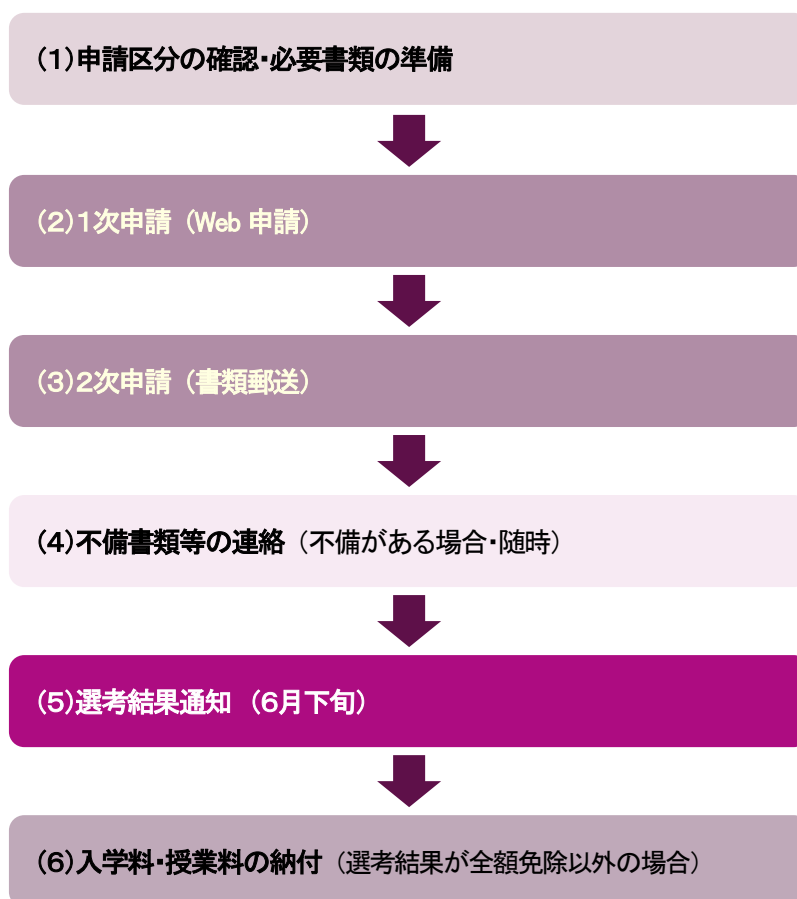 (1)申請区分の確認・必要書類の準備
(2)1次申請（Web 申請）
(3)2次申請（書類郵送）
(4)不備書類等の連絡（不備がある場合・随時）
(5)選考結果通知（6月下旬）
(6)入学料・授業料の納付（選考結果が全額免除以外の場合）